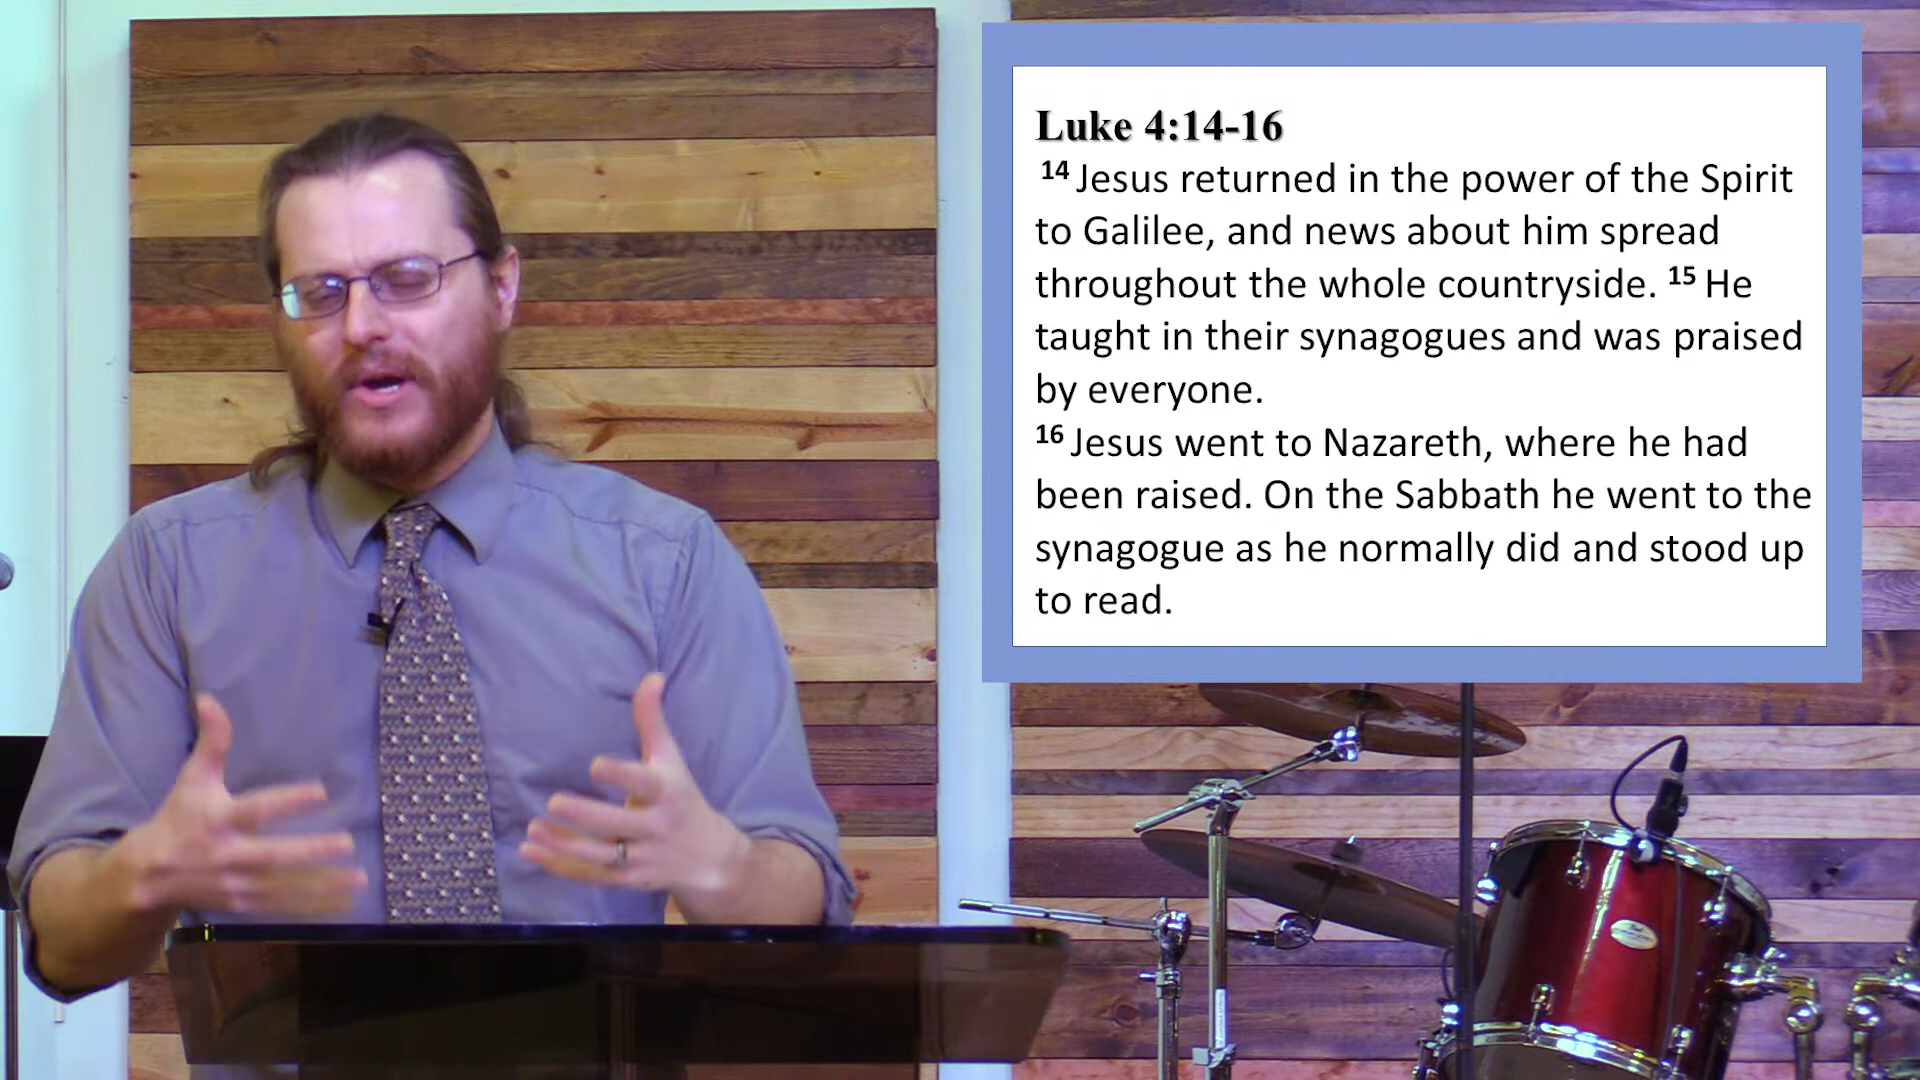 Luke 4:14-16
14 Jesus returned in the power of the Spirit
to Galilee, and news about him spread
throughout the whole countryside. 15 He
taught in their synagogues and was praised
by everyone.
16 Jesus went to Nazareth, where he had
been raised. On the Sabbath he went to the
synagogue as he normally did and stood up
to read.